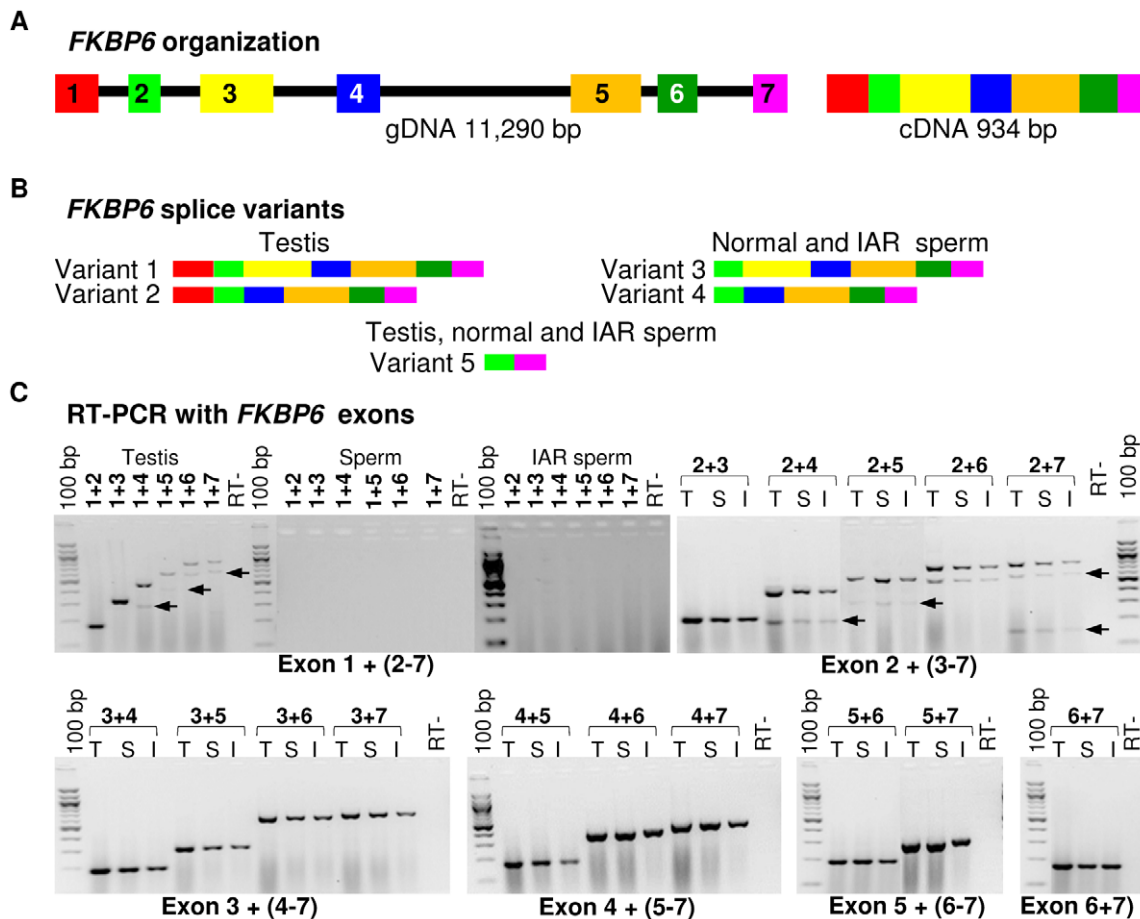 A
FKBP6 organization
1 2 3 4 5 6 7
gDNA 11,290 bp
cDNA 934 bp
B
FKBP6 splice variants
Testis
Variant 1
Variant 2
Normal and IAR sperm
Variant 3
Variant 4
Testis, normal and IAR sperm
Variant 5
C
RT-PCR with FKBP6 exons
100 bp
Testis
1+2 1+3 1+4 1+5 1+6 1+7 RT-
100 bp
Sperm
1+2 1+3 1+4 1+5 1+6 1+7 RT-
100 bp
IAR sperm
1+2 1+3 1+4 1+5 1+6 1+7 RT-
2+3 2+4 2+5 2+6 2+7
T S I T S I T S I T S I T S I RT-
100 bp
Exon 1 + (2-7)
Exon 2 + (3-7)
100 bp
3+4 3+5 3+6 3+7
T S I T S I T S I T S I RT-
Exon 3 + (4-7)
100 bp
4+5 4+6 4+7
T S I T S I T S I RT-
Exon 4 + (5-7)
100 bp
5+6 5+7
T S I T S I RT-
Exon 5 + (6-7)
100 bp
6+7
T S I RT-
Exon 6+7)